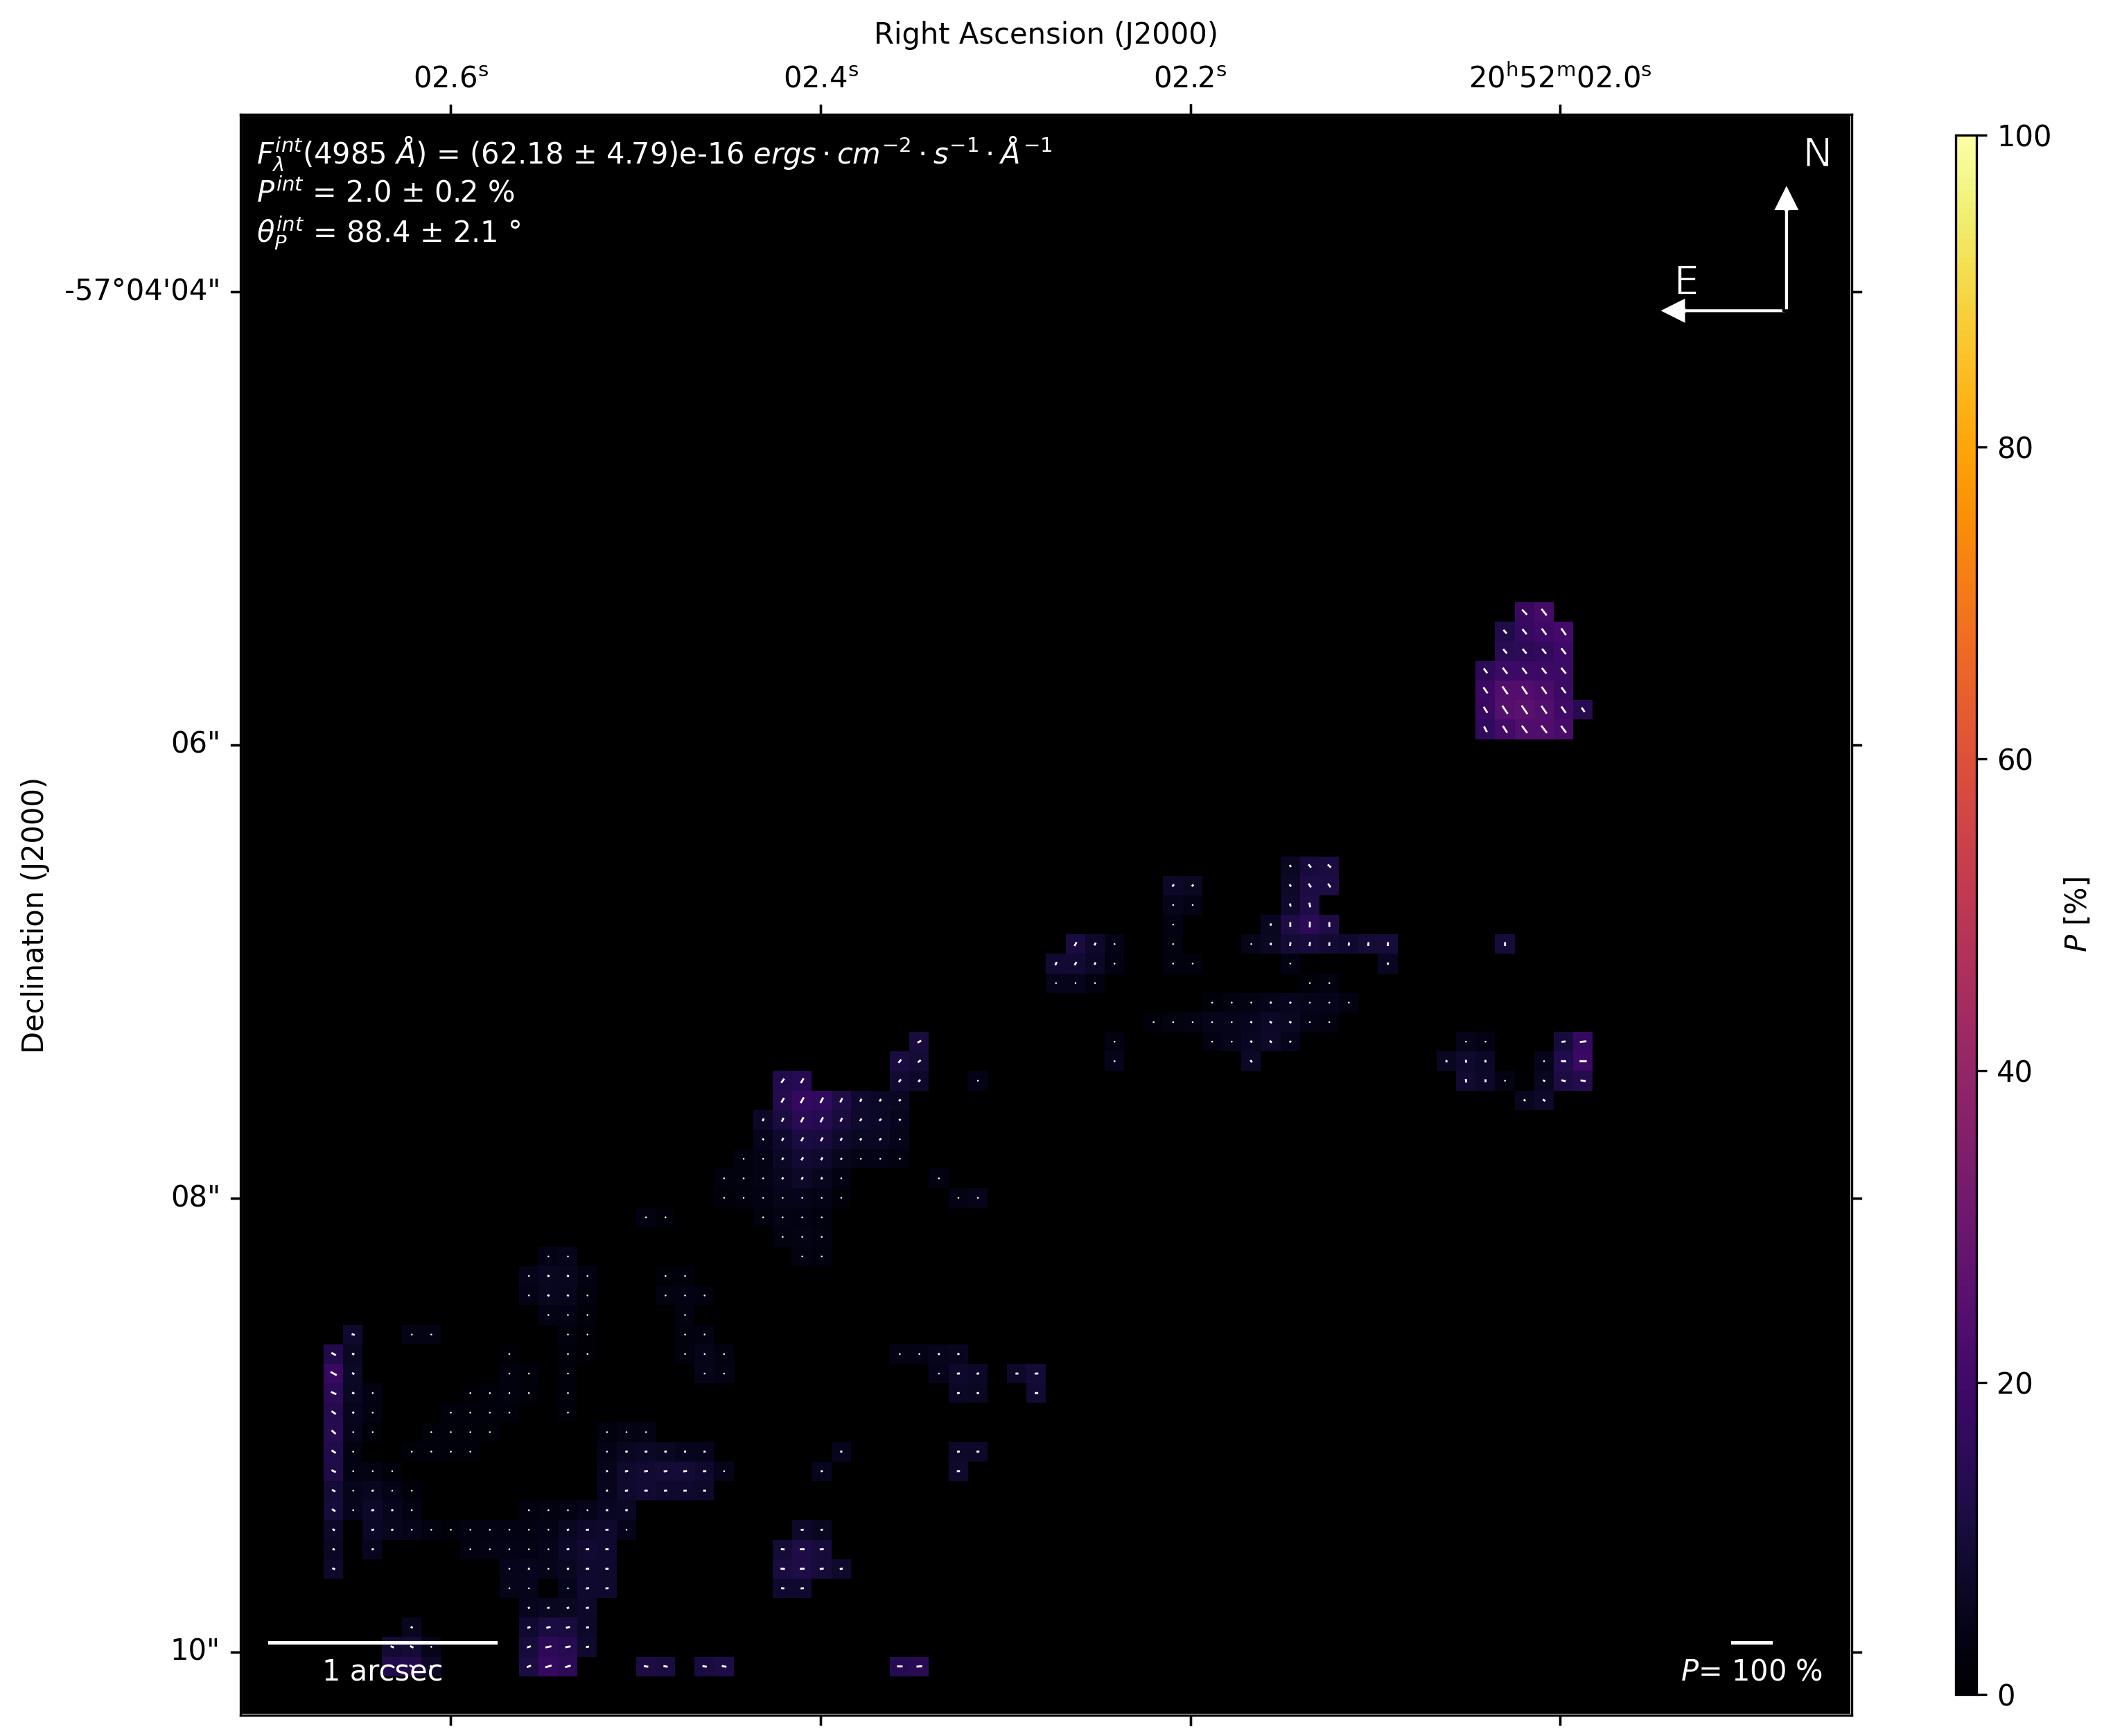 Right Ascension (J2000)
02.6ˢ 02.4ˢ 02.2ˢ 20ʰ52ᵐ02.0ˢ
F_λ^int(4985 Å) = (62.18 ± 4.79)e-16 ergs · cm⁻² · s⁻¹ · Å⁻¹
P^int = 2.0 ± 0.2 %
θ_P^int = 88.4 ± 2.1 °
N
E
-57°04'04"
06"
08"
10"
Declination (J2000)
1 arcsec
P= 100 %
100
80
60
40
20
0
P [%]